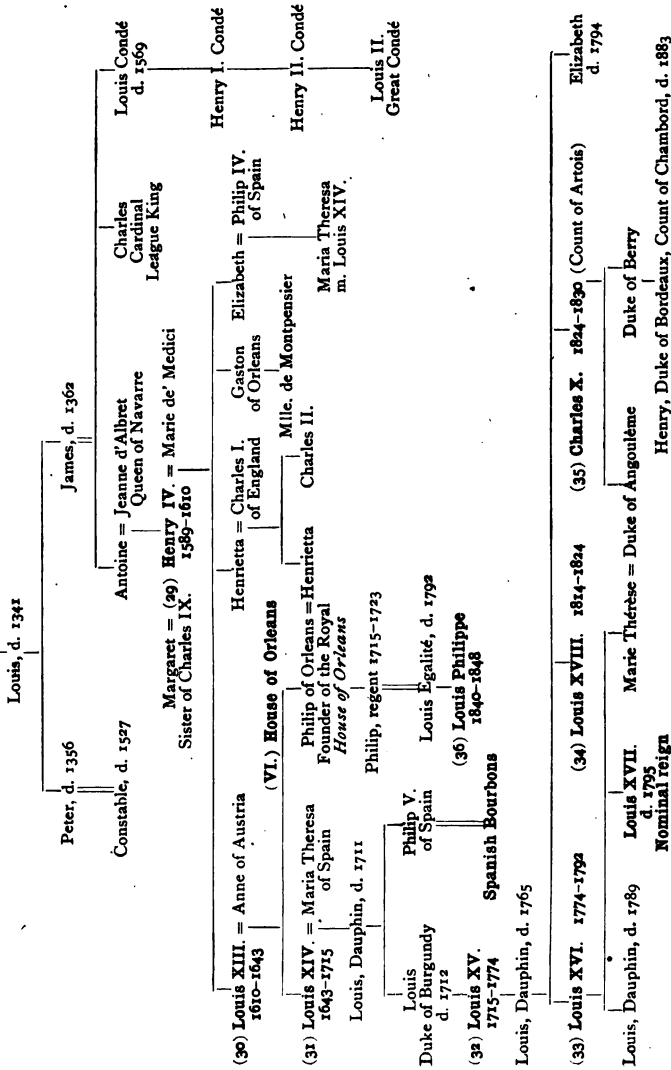 Louis, d. 1341
Peter, d. 1356
James, d. 1362
Constable, d. 1527
Antoine = Jeanne d'Albret
Queen of Navarre
Charles
Cardinal
League King
Louis Condé
d. 1569
Margaret = (29) Henry IV. = Marie de' Medici
Sister of Charles IX.
1589-1610
Henry I. Condé
(30) Louis XIII. = Anne of Austria
1610-1643
Henrietta = Charles I.
of England
Gaston
of Orleans
Elizabeth = Philip IV.
of Spain
Henry II. Condé
(VI.) House of Orleans
Mlle. de Montpensier
(31) Louis XIV. = Maria Theresa
1643-1715
of Spain
Philip of Orleans = Henrietta
Founder of the Royal
House of Orleans
Charles II.
Maria Theresa
m. Louis XIV.
Louis II.
Great Condé
Louis, Dauphin, d. 1711
Philip, regent 1715-1723
Louis
Duke of Burgundy
d. 1712
Philip V.
of Spain
Louis Egalité, d. 1792
(32) Louis XV.
1715-1774
Spanish Bourbons
(36) Louis Philippe
1840-1848
Louis, Dauphin, d. 1765
(33) Louis XVI. 1774-1792
(34) Louis XVIII. 1814-1824
(35) Charles X. 1824-1830 (Count of Artois)
Elizabeth
d. 1794
Louis, Dauphin, d. 1789
Louis XVII.
d. 1795
Nominal reign
Marie Thérèse = Duke of Angoulême
Duke of Berry
Henry, Duke of Bordeaux, Count of Chambord, d. 1883